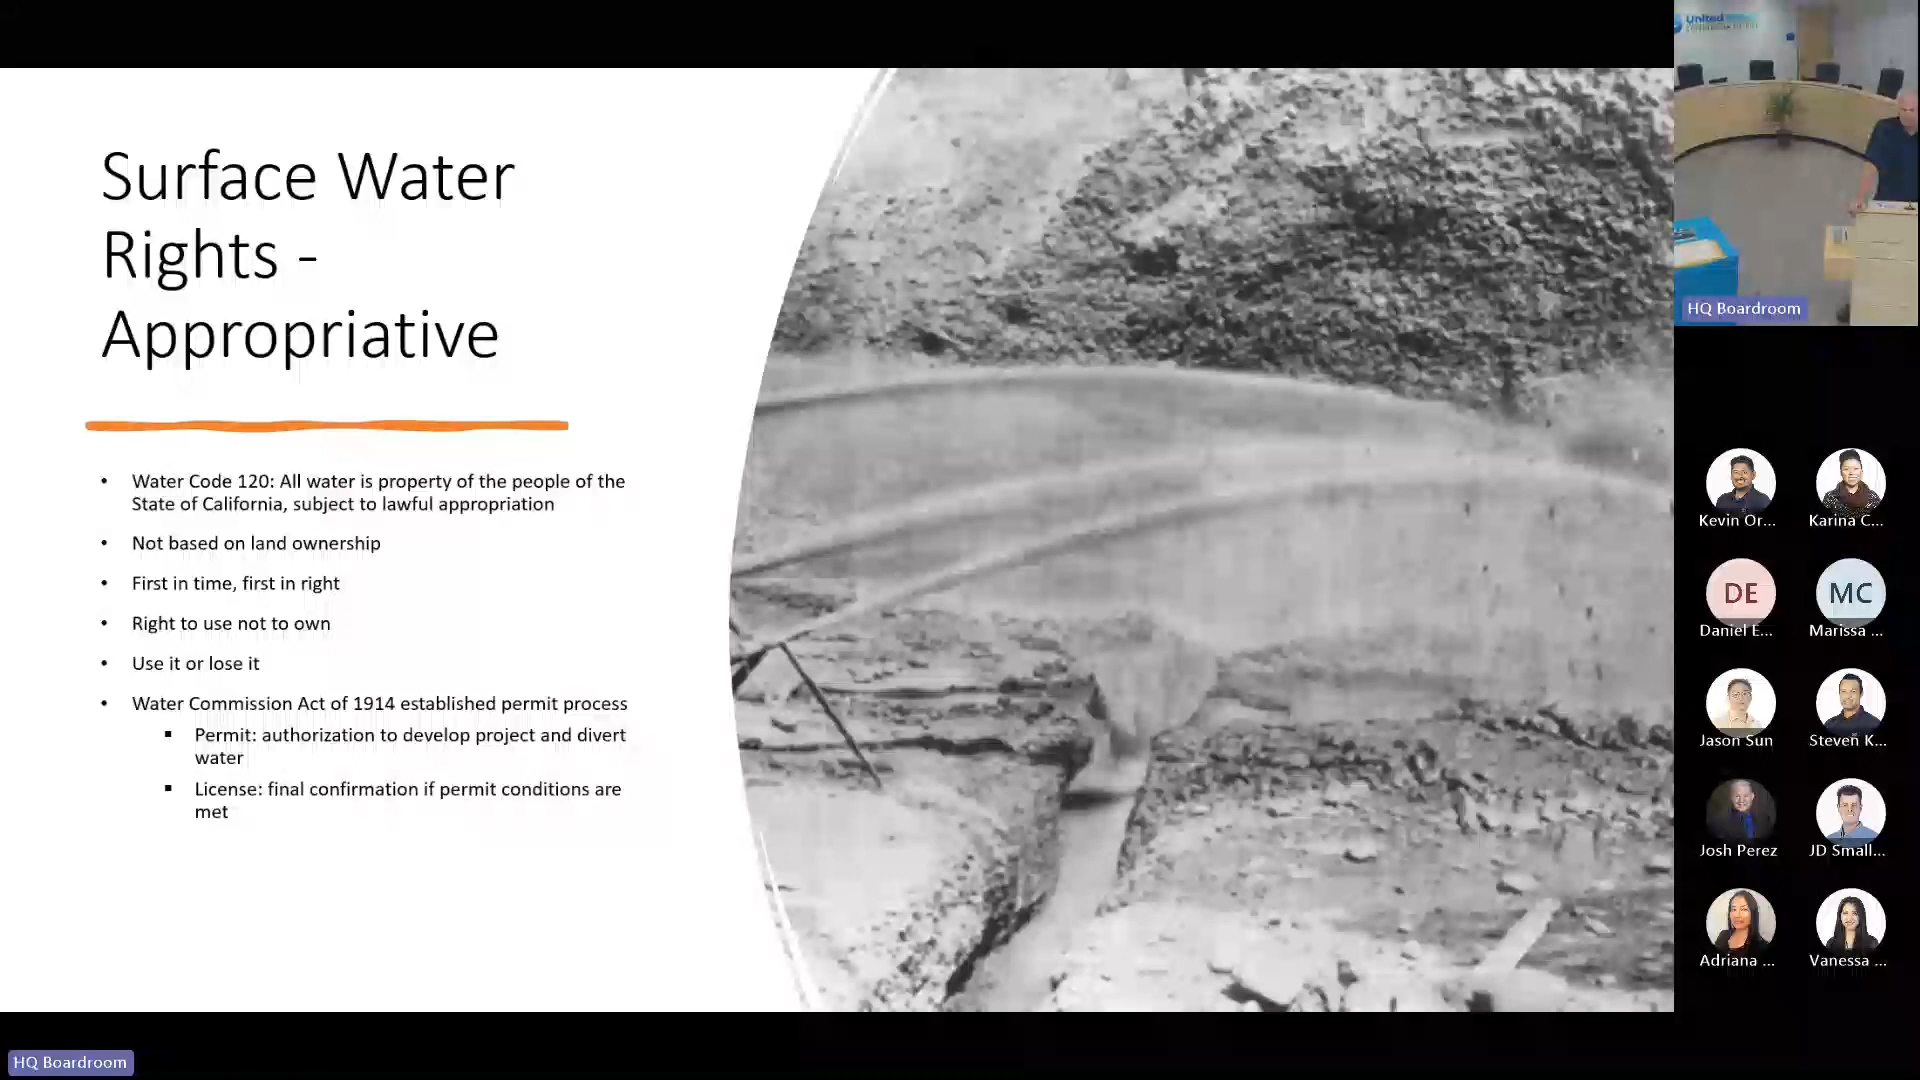 Surface Water
Rights -
Appropriative
• Water Code 120: All water is property of the people of the
State of California, subject to lawful appropriation
• Not based on land ownership
• First in time, first in right
• Right to use not to own
• Use it or lose it
• Water Commission Act of 1914 established permit process
▪ Permit: authorization to develop project and divert
water
▪ License: final confirmation if permit conditions are
met
United
HQ Boardroom
Kevin Or...
Karina C...
DE
MC
Daniel E...
Marissa ...
Jason Sun
Steven K...
Josh Perez
JD Small...
Adriana ...
Vanessa ...
HQ Boardroom